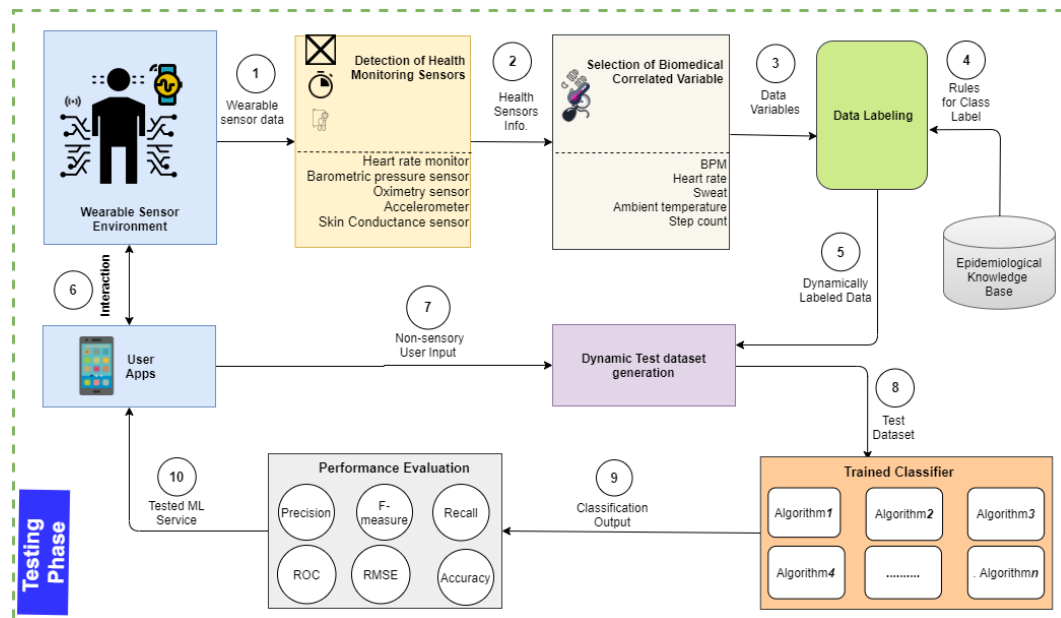 1
Wearable
sensor data
Wearable Sensor
Environment
Detection of Health
Monitoring Sensors
Heart rate monitor
Barometric pressure sensor
Oximetry sensor
Accelerometer
Skin Conductance sensor
2
Health
Sensors
Info.
Selection of Biomedical
Correlated Variable
BPM
Heart rate
Sweat
Ambient temperature
Step count
3
Data
Variables
Data Labeling
4
Rules
for Class
Label
Epidemiological
Knowledge
Base
5
Dynamically
Labeled Data
6
Interaction
User
Apps
7
Non-sensory
User Input
Dynamic Test dataset
generation
8
Test
Dataset
Trained Classifier
Algorithm1
Algorithm2
Algorithm3
Algorithm4
..........
. Algorithmn
9
Classification
Output
Performance Evaluation
Precision
F-
measure
Recall
ROC
RMSE
Accuracy
10
Tested ML
Service
Testing
Phase